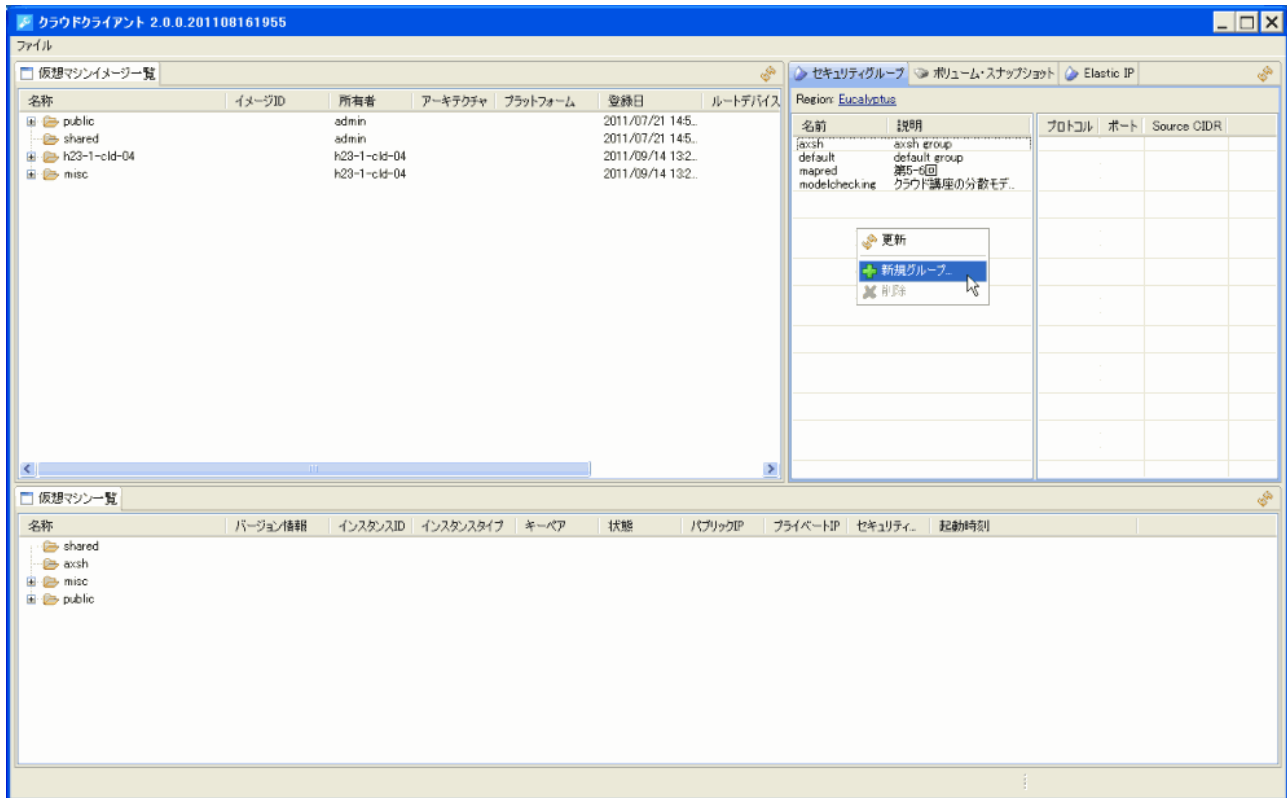 クラウドクライアント 2.0.0.201108161955
ファイル
仮想マシンイメージ一覧
名称 イメージID 所有者 アーキテクチャ プラットフォーム 登録日 ルートデバイス
public admin 2011/07/21 14:5..
shared admin 2011/07/21 14:5..
h23-1-cld-04 h23-1-cld-04 2011/09/14 13:2..
misc h23-1-cld-04 2011/09/14 13:2..
セキュリティグループ ボリューム・スナップショット Elastic IP
Region: Eucalyptus
名前 説明 プロトコル ポート Source CIDR
axsh axsh group
default default group
mapred 第5-6回
modelchecking クラウド講座の分散モデ...
更新
新規グループ...
削除
仮想マシン一覧
名称 バージョン情報 インスタンスID インスタンスタイプ キーペア 状態 パブリックIP プライベートIP セキュリティ... 起動時刻
shared
axsh
misc
public